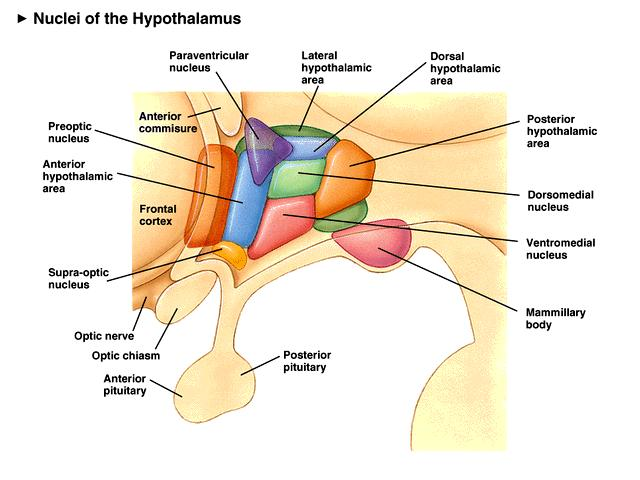 ► Nuclei of the Hypothalamus
Paraventricular
nucleus
Lateral
hypothalamic
area
Dorsal
hypothalamic
area
Anterior
commisure
Preoptic
nucleus
Posterior
hypothalamic
area
Anterior
hypothalamic
area
Frontal
cortex
Dorsomedial
nucleus
Ventromedial
nucleus
Supra-optic
nucleus
Mammillary
body
Optic nerve
Optic chiasm
Posterior
pituitary
Anterior
pituitary